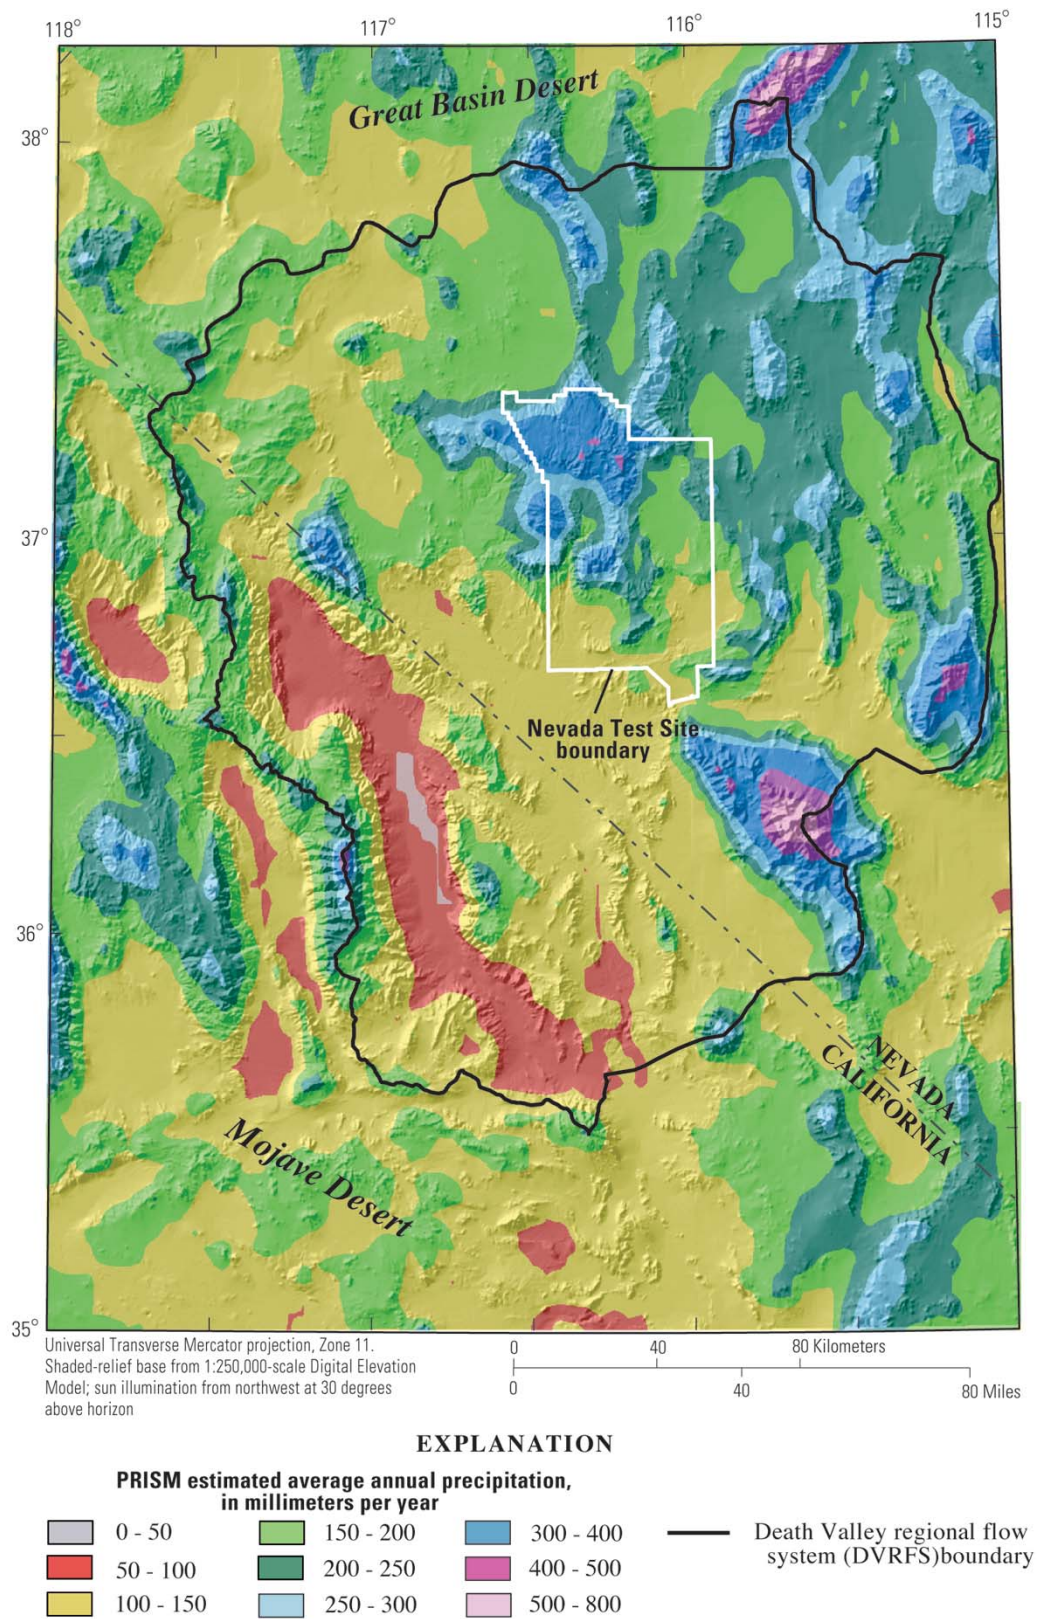 118°
117°
116°
115°
Great Basin Desert
38°
37°
Nevada Test Site
boundary
36°
NEVADA
CALIFORNIA
Mojave Desert
35°
Universal Transverse Mercator projection, Zone 11.
Shaded-relief base from 1:250,000-scale Digital Elevation
Model; sun illumination from northwest at 30 degrees
above horizon
0 40 80 Kilometers
0 40 80 Miles
EXPLANATION
PRISM estimated average annual precipitation,
in millimeters per year
0 - 50
50 - 100
100 - 150
150 - 200
200 - 250
250 - 300
300 - 400
400 - 500
500 - 800
Death Valley regional flow
system (DVRFS)boundary